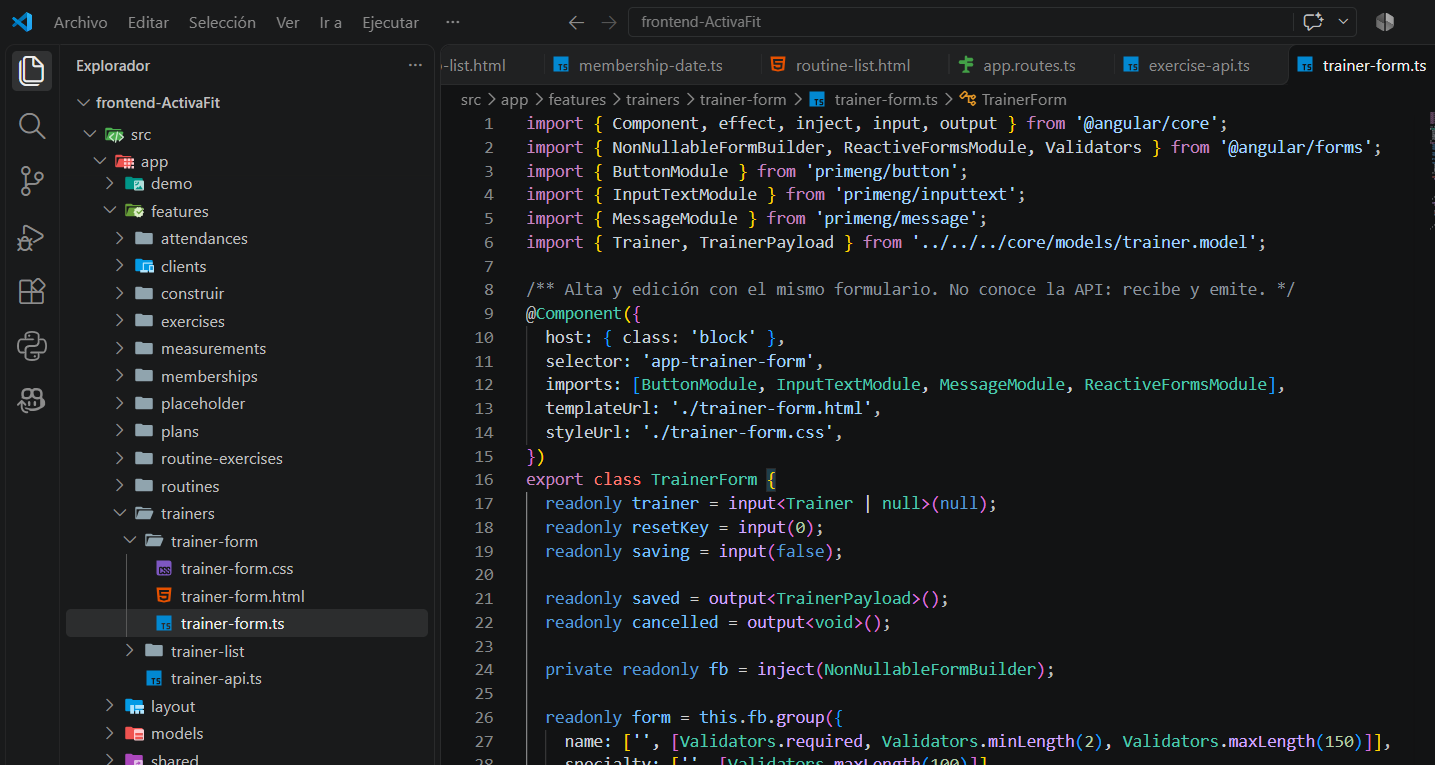 Archivo Editar Selección Ver Ir a Ejecutar ··· frontend-ActivaFit
Explorador ···
frontend-ActivaFit
src
app
demo
features
attendances
clients
construir
exercises
measurements
memberships
placeholder
plans
routine-exercises
routines
trainers
trainer-form
trainer-form.css
trainer-form.html
trainer-form.ts
trainer-list
trainer-api.ts
layout
models
shared
-list.html membership-date.ts routine-list.html app.routes.ts exercise-api.ts trainer-form.ts
src > app > features > trainers > trainer-form > trainer-form.ts > TrainerForm
1 import { Component, effect, inject, input, output } from '@angular/core';
2 import { NonNullableFormBuilder, ReactiveFormsModule, Validators } from '@angular/forms';
3 import { ButtonModule } from 'primeng/button';
4 import { InputTextModule } from 'primeng/inputtext';
5 import { MessageModule } from 'primeng/message';
6 import { Trainer, TrainerPayload } from '../../../core/models/trainer.model';
7
8 /** Alta y edición con el mismo formulario. No conoce la API: recibe y emite. */
9 @Component({
10 host: { class: 'block' },
11 selector: 'app-trainer-form',
12 imports: [ButtonModule, InputTextModule, MessageModule, ReactiveFormsModule],
13 templateUrl: './trainer-form.html',
14 styleUrl: './trainer-form.css',
15 })
16 export class TrainerForm {
17 readonly trainer = input<Trainer | null>(null);
18 readonly resetKey = input(0);
19 readonly saving = input(false);
20
21 readonly saved = output<TrainerPayload>();
22 readonly cancelled = output<void>();
23
24 private readonly fb = inject(NonNullableFormBuilder);
25
26 readonly form = this.fb.group({
27 name: ['', [Validators.required, Validators.minLength(2), Validators.maxLength(150)]],
28 specialty: ['', [Validators.maxLength(100)]]